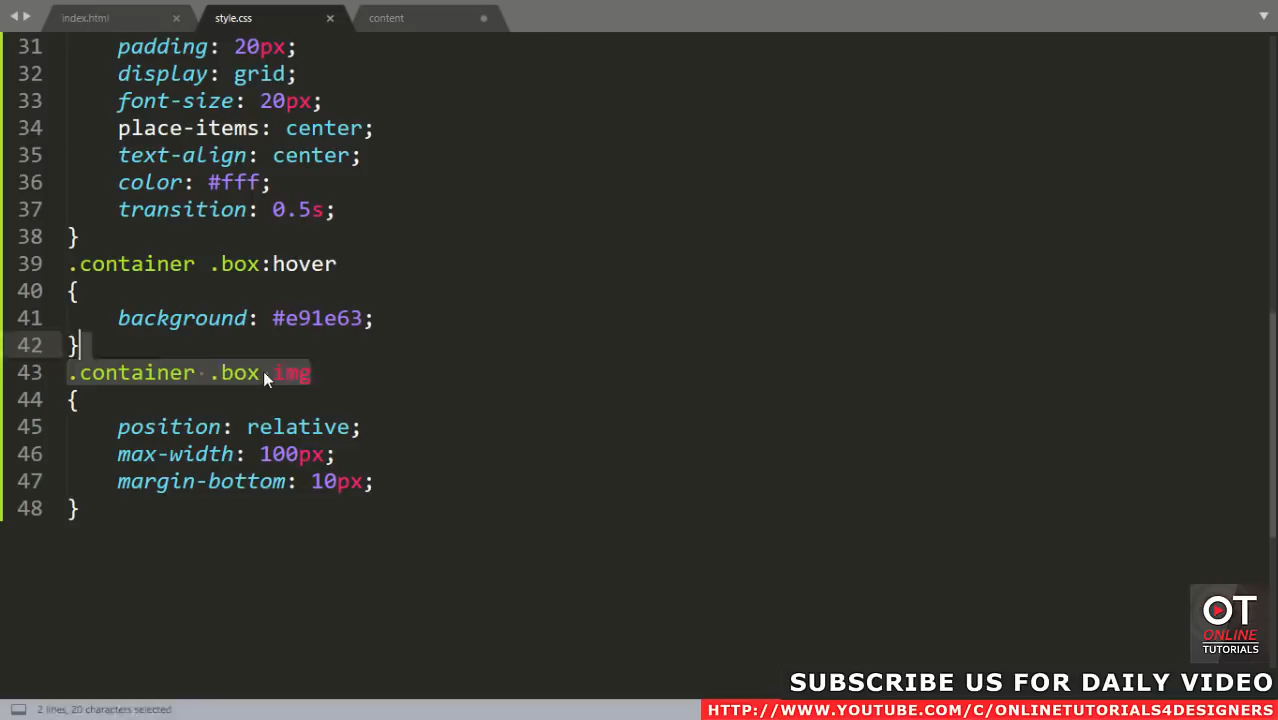 index.html × style.css × content
31 padding: 20px;
32 display: grid;
33 font-size: 20px;
34 place-items: center;
35 text-align: center;
36 color: #fff;
37 transition: 0.5s;
38 }
39 .container .box:hover
40 {
41 background: #e91e63;
42 }
43 .container .box img
44 {
45 position: relative;
46 max-width: 100px;
47 margin-bottom: 10px;
48 }
OT
ONLINE
TUTORIALS
SUBSCRIBE US FOR DAILY VIDEO
2 lines, 20 characters selected
HTTP://WWW.YOUTUBE.COM/C/ONLINETUTORIALS4DESIGNERS